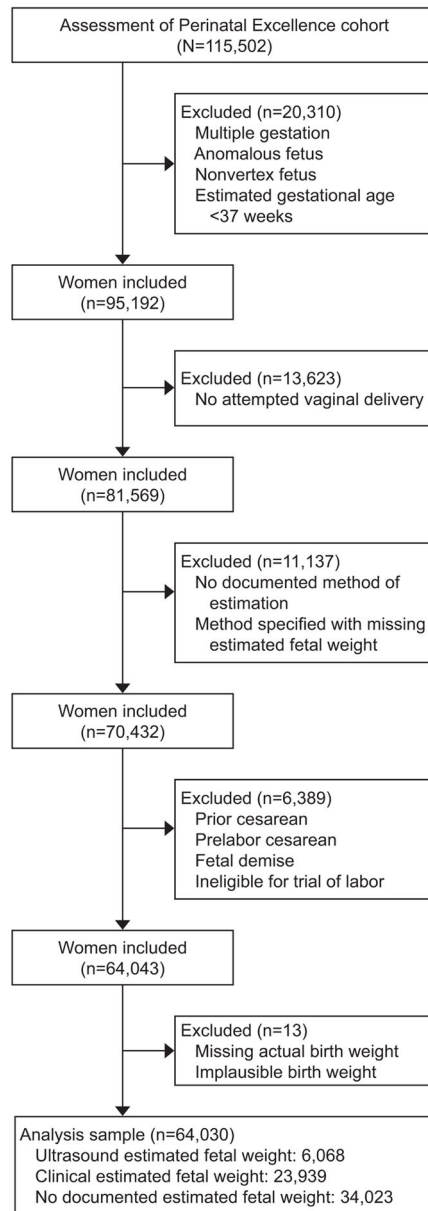 Assessment of Perinatal Excellence cohort
(N=115,502)
Excluded (n=20,310)
Multiple gestation
Anomalous fetus
Nonvertex fetus
Estimated gestational age
<37 weeks
Women included
(n=95,192)
Excluded (n=13,623)
No attempted vaginal delivery
Women included
(n=81,569)
Excluded (n=11,137)
No documented method of
estimation
Method specified with missing
estimated fetal weight
Women included
(n=70,432)
Excluded (n=6,389)
Prior cesarean
Prelabor cesarean
Fetal demise
Ineligible for trial of labor
Women included
(n=64,043)
Excluded (n=13)
Missing actual birth weight
Implausible birth weight
Analysis sample (n=64,030)
Ultrasound estimated fetal weight: 6,068
Clinical estimated fetal weight: 23,939
No documented estimated fetal weight: 34,023